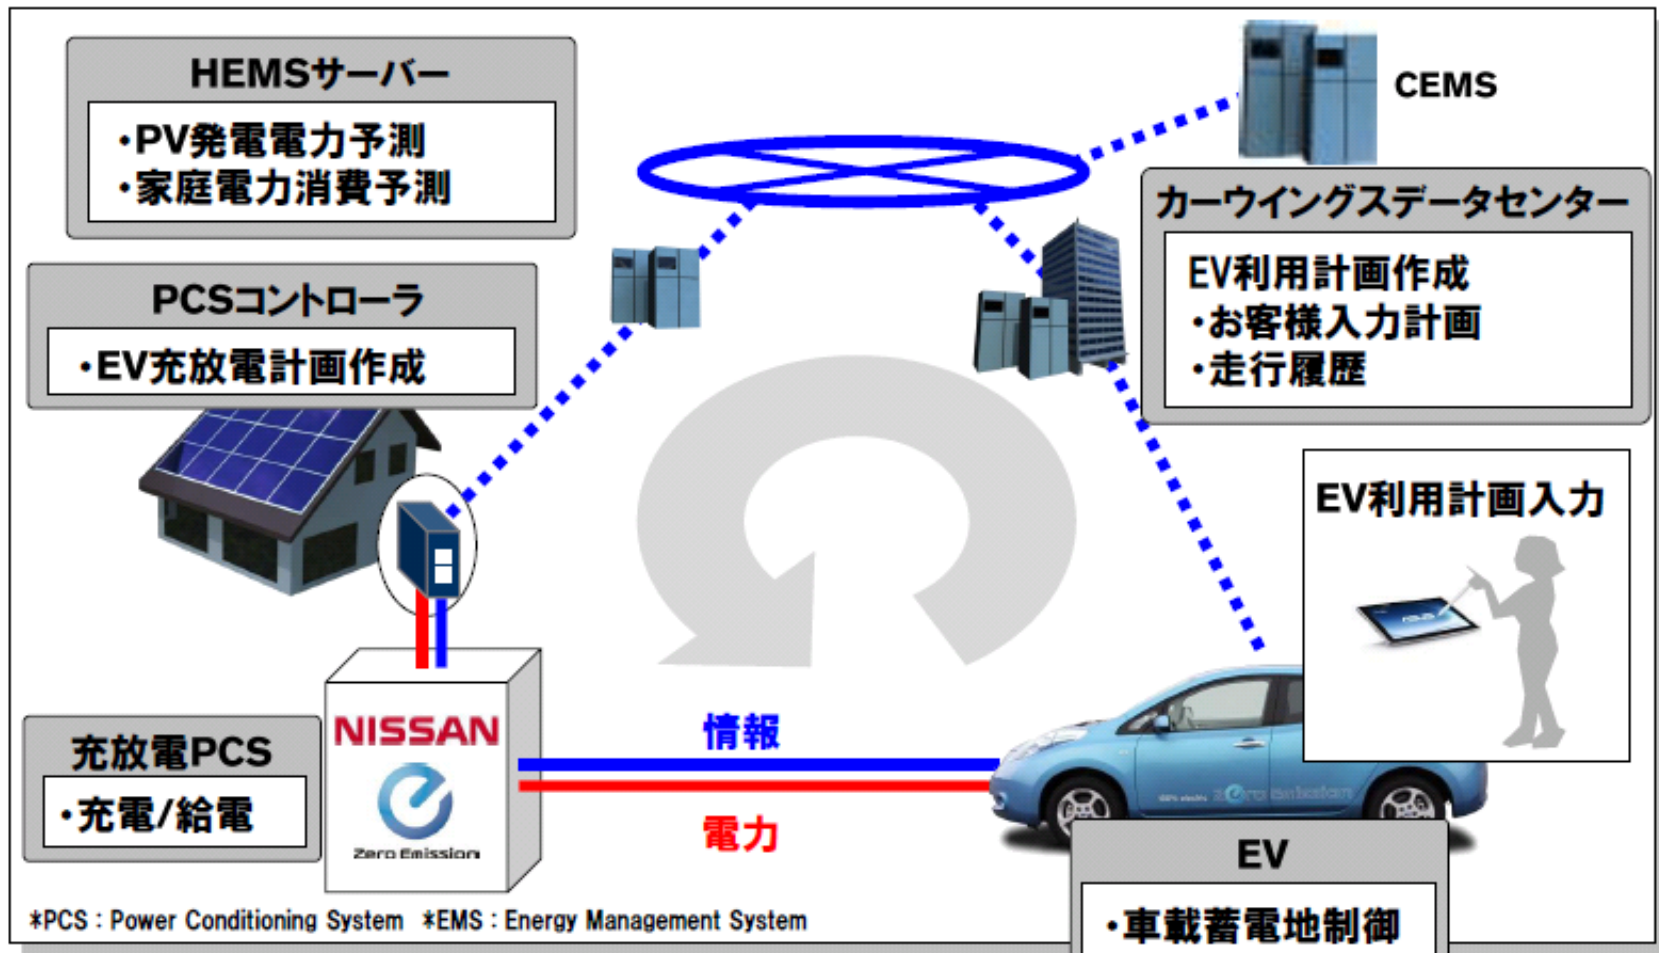 HEMSサーバー
・PV発電電力予測
・家庭電力消費予測
CEMS
カーウイングスデータセンター
EV利用計画作成
・お客様入力計画
・走行履歴
PCSコントローラ
・EV充放電計画作成
EV利用計画入力
ASUS
充放電PCS
・充電/給電
NISSAN
Zero Emission
情報
電力
100% electric zero emission
EV
・車載蓄電地制御
*PCS : Power Conditioning System *EMS : Energy Management System